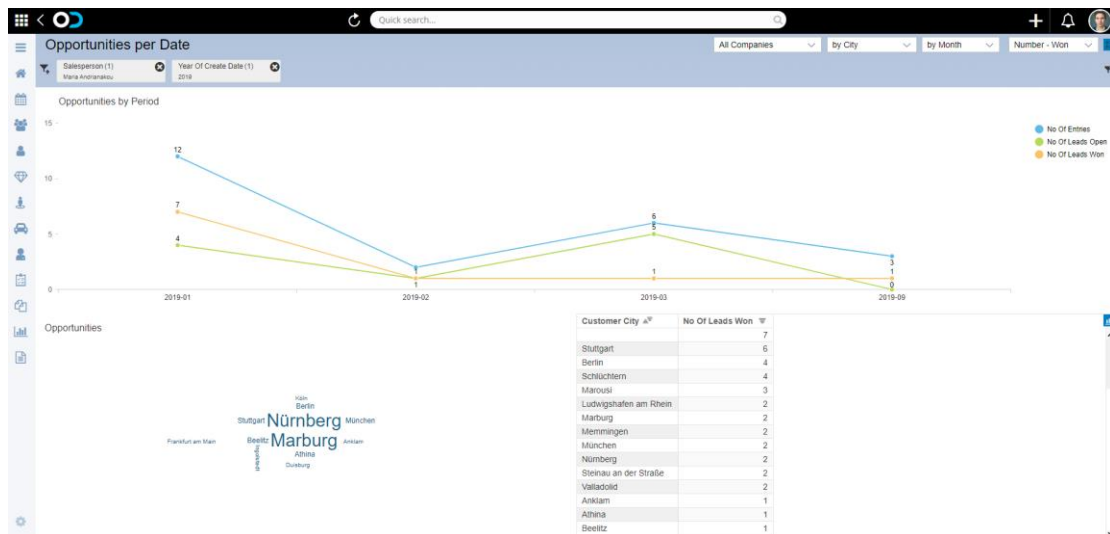 Quick search...
Opportunities per Date
All Companies
by City
by Month
Number - Won
Salesperson (1)
Year Of Create Date (1)
2019
Opportunities by Period
15
10
5
0
12
7
4
1
1
6
5
1
3
1
0
2019-01
2019-02
2019-03
2019-09
No Of Entries
No Of Leads Open
No Of Leads Won
Opportunities
Köln
Berlin
Stuttgart Nürnberg München
Frankfurt am Main Beelitz Marburg Anklam
Athina
Ingolstadt
Duisburg
Customer City No Of Leads Won
7
Stuttgart 6
Berlin 4
Schlüchtern 4
Marousi 3
Ludwigshafen am Rhein 2
Marburg 2
Memmingen 2
München 2
Nürnberg 2
Steinau an der Straße 2
Valladolid 2
Anklam 1
Athina 1
Beelitz 1